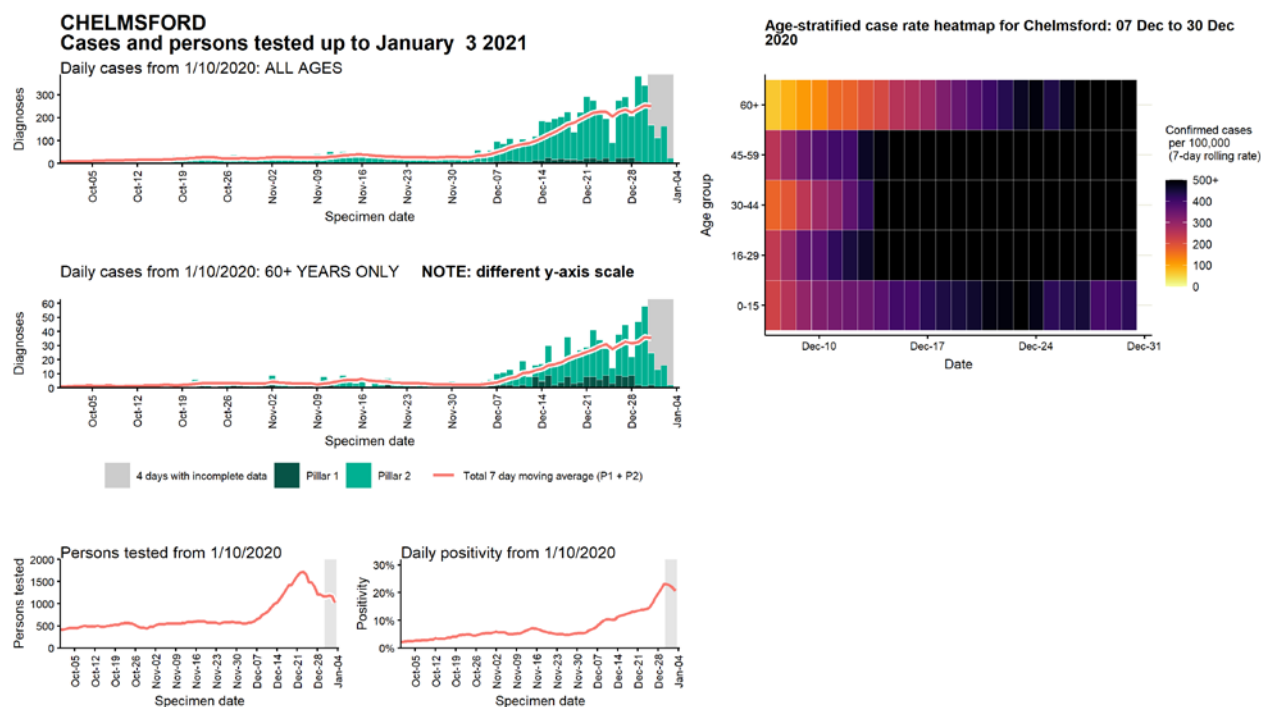 CHELMSFORD
Cases and persons tested up to January 3 2021
Daily cases from 1/10/2020: ALL AGES
Diagnoses
300
200
100
0
Oct-05
Oct-12
Oct-19
Oct-26
Nov-02
Nov-09
Nov-16
Nov-23
Nov-30
Dec-07
Dec-14
Dec-21
Dec-28
Jan-04
Specimen date
Daily cases from 1/10/2020: 60+ YEARS ONLY NOTE: different y-axis scale
Diagnoses
60
50
40
30
20
10
0
Oct-05
Oct-12
Oct-19
Oct-26
Nov-02
Nov-09
Nov-16
Nov-23
Nov-30
Dec-07
Dec-14
Dec-21
Dec-28
Jan-04
Specimen date
4 days with incomplete data Pillar 1 Pillar 2 Total 7 day moving average (P1 + P2)
Persons tested from 1/10/2020
Persons tested
2000
1500
1000
500
0
Oct-05
Oct-12
Oct-19
Oct-26
Nov-02
Nov-09
Nov-16
Nov-23
Nov-30
Dec-07
Dec-14
Dec-21
Dec-28
Jan-04
Specimen date
Daily positivity from 1/10/2020
Positivity
30%
20%
10%
0%
Oct-05
Oct-12
Oct-19
Oct-26
Nov-02
Nov-09
Nov-16
Nov-23
Nov-30
Dec-07
Dec-14
Dec-21
Dec-28
Jan-04
Specimen date
Age-stratified case rate heatmap for Chelmsford: 07 Dec to 30 Dec
2020
Age group
60+
45-59
30-44
16-29
0-15
Dec-10
Dec-17
Dec-24
Dec-31
Date
Confirmed cases
per 100,000
(7-day rolling rate)
500+
400
300
200
100
0